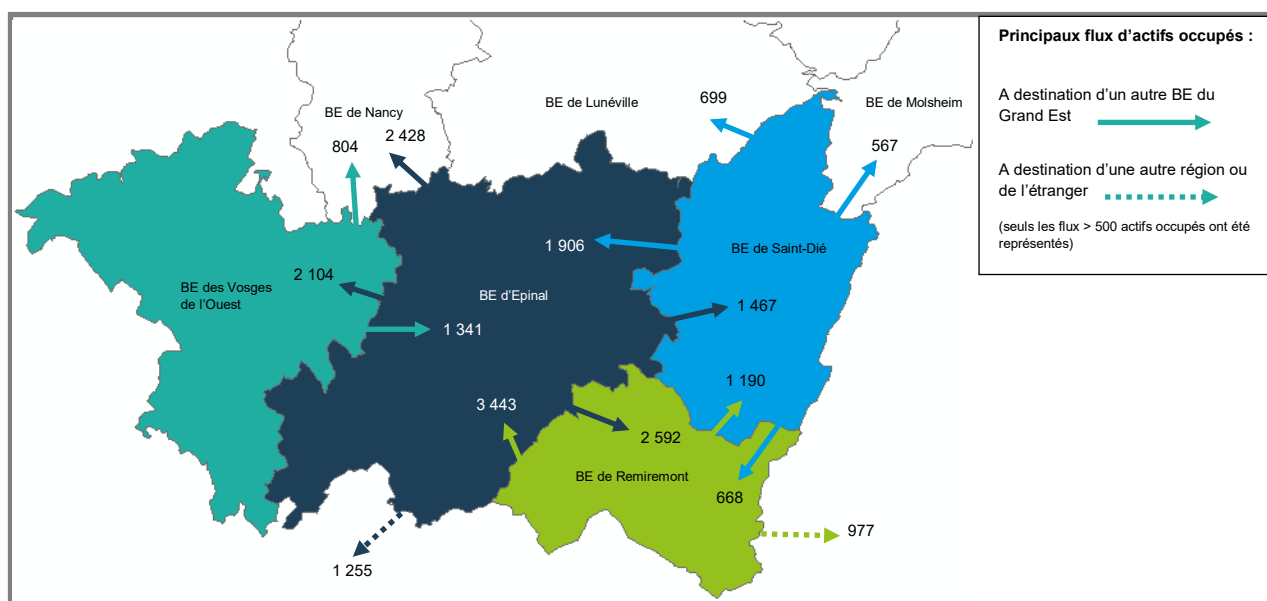 Principaux flux d'actifs occupés :
A destination d'un autre BE du
Grand Est
A destination d'une autre région ou
de l'étranger
(seuls les flux > 500 actifs occupés ont été
représentés)
BE de Nancy
804
2 428
BE de Lunéville
699
BE de Molsheim
567
1 906
BE de Saint-Dié
2 104
BE des Vosges
de l'Ouest
BE d'Epinal
1 467
1 341
1 190
3 443
2 592
BE de Remiremont
668
977
1 255